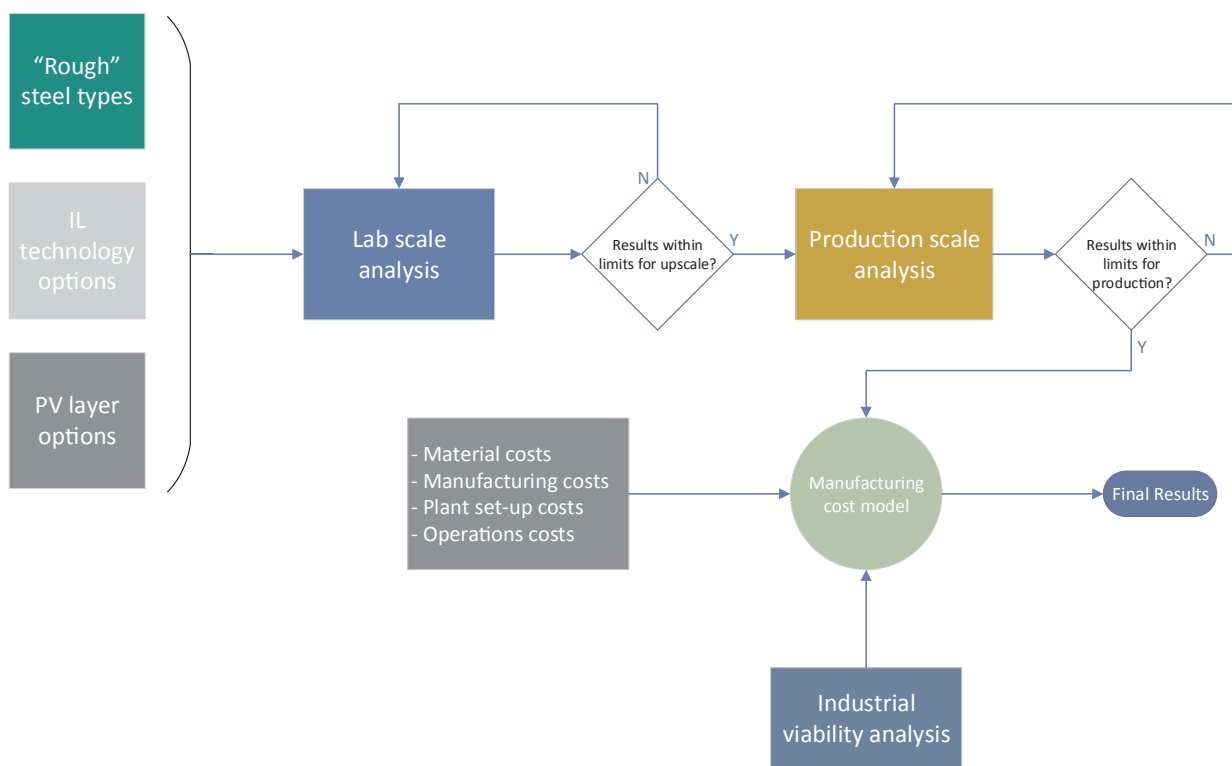 “Rough”
steel types
IL
technology
options
PV layer
options
Lab scale
analysis
N
Results within
limits for upscale?
Y
Production scale
analysis
Results within
limits for
production?
N
Y
- Material costs
- Manufacturing costs
- Plant set-up costs
- Operations costs
Manufacturing
cost model
Final Results
Industrial
viability analysis